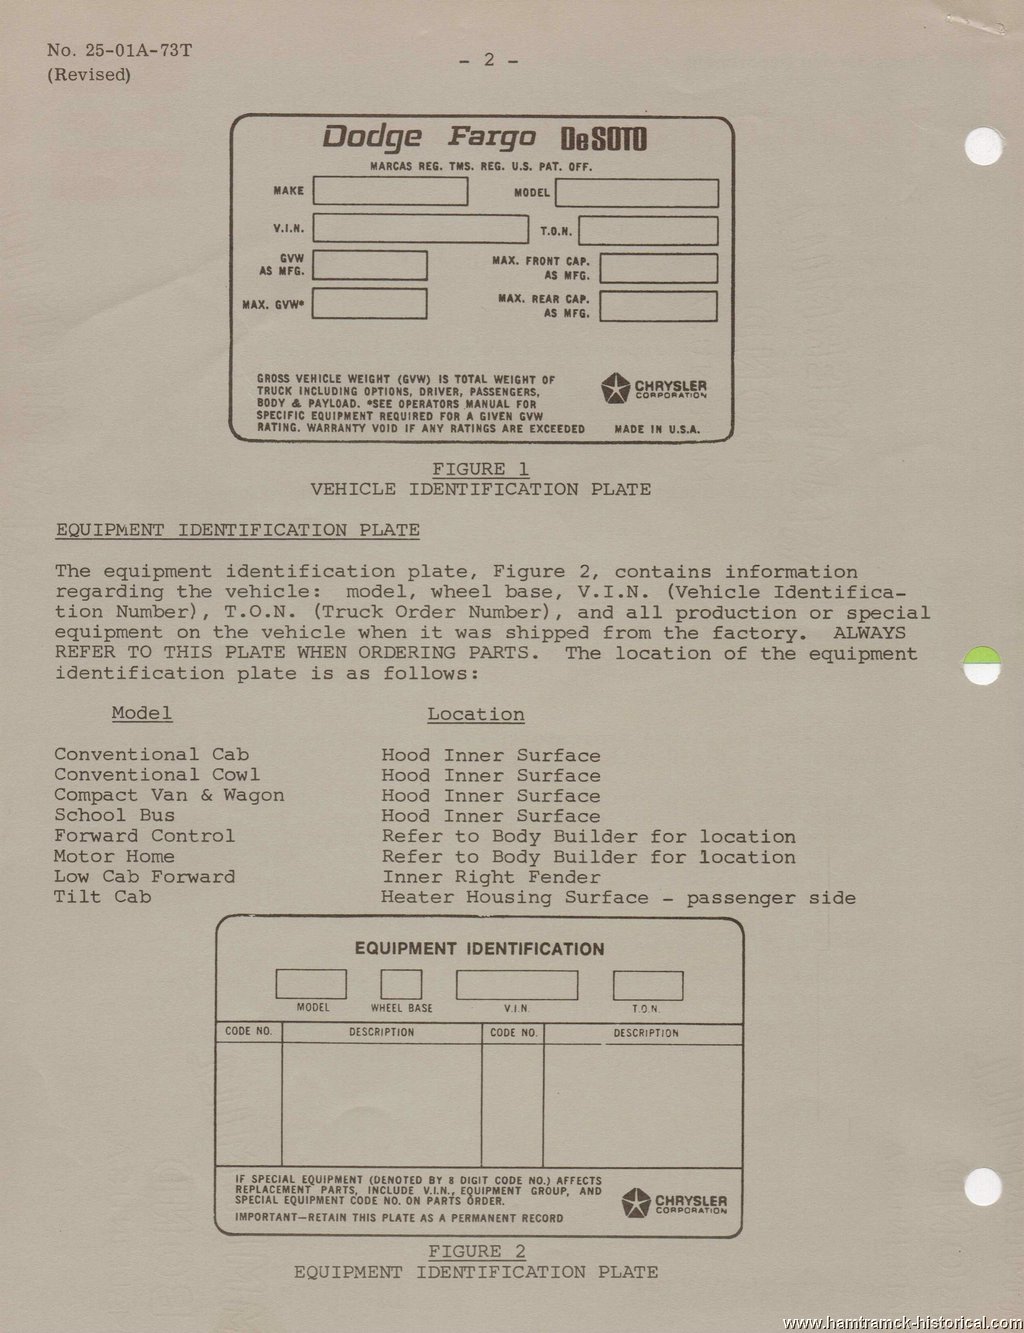 No. 25-01A-73T
(Revised)
- 2 -
Dodge Fargo DeSOTO
MARCAS REG. TMS. REG. U.S. PAT. OFF.
MAKE MODEL
V.I.N. T.O.N.
GVW AS MFG. MAX. FRONT CAP. AS MFG.
MAX. GVW* MAX. REAR CAP. AS MFG.
GROSS VEHICLE WEIGHT (GVW) IS TOTAL WEIGHT OF
TRUCK INCLUDING OPTIONS, DRIVER, PASSENGERS,
BODY & PAYLOAD. *SEE OPERATORS MANUAL FOR
SPECIFIC EQUIPMENT REQUIRED FOR A GIVEN GVW
RATING. WARRANTY VOID IF ANY RATINGS ARE EXCEEDED
CHRYSLER
CORPORATION
MADE IN U.S.A.
FIGURE 1
VEHICLE IDENTIFICATION PLATE
EQUIPMENT IDENTIFICATION PLATE
The equipment identification plate, Figure 2, contains information
regarding the vehicle: model, wheel base, V.I.N. (Vehicle Identifica-
tion Number), T.O.N. (Truck Order Number), and all production or special
equipment on the vehicle when it was shipped from the factory. ALWAYS
REFER TO THIS PLATE WHEN ORDERING PARTS. The location of the equipment
identification plate is as follows:
Model Location
Conventional Cab Hood Inner Surface
Conventional Cowl Hood Inner Surface
Compact Van & Wagon Hood Inner Surface
School Bus Hood Inner Surface
Forward Control Refer to Body Builder for location
Motor Home Refer to Body Builder for location
Low Cab Forward Inner Right Fender
Tilt Cab Heater Housing Surface - passenger side
EQUIPMENT IDENTIFICATION
MODEL WHEEL BASE V.I.N. T.O.N.
CODE NO. DESCRIPTION CODE NO. DESCRIPTION
IF SPECIAL EQUIPMENT (DENOTED BY 8 DIGIT CODE NO.) AFFECTS
REPLACEMENT PARTS, INCLUDE V.I.N., EQUIPMENT GROUP, AND
SPECIAL EQUIPMENT CODE NO. ON PARTS ORDER.
IMPORTANT—RETAIN THIS PLATE AS A PERMANENT RECORD
CHRYSLER
CORPORATION
FIGURE 2
EQUIPMENT IDENTIFICATION PLATE
www.hamtramck-historical.com